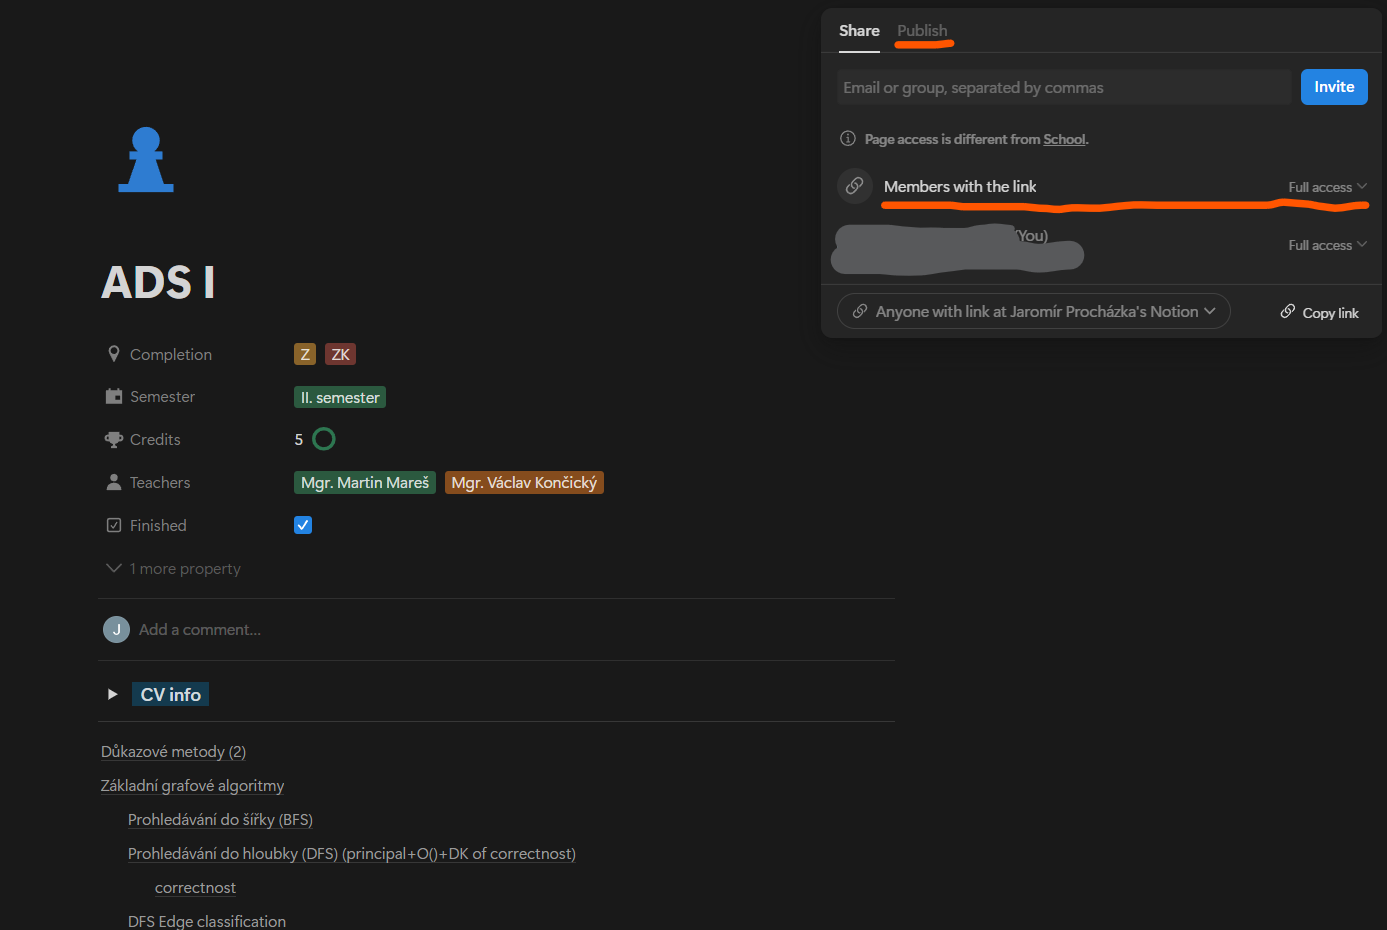 Share Publish
Email or group, separated by commas
Invite
Page access is different from School.
Members with the link
Full access
(You)
Full access
Anyone with link at Jaromír Procházka's Notion
Copy link
ADS I
Completion Z ZK
Semester II. semester
Credits 5
Teachers Mgr. Martin Mareš Mgr. Václav Končický
Finished
1 more property
J Add a comment...
CV info
Důkazové metody (2)
Základní grafové algoritmy
Prohledávání do šířky (BFS)
Prohledávání do hloubky (DFS) (principal+O()+DK of correctnost)
correctnost
DFS Edge classification